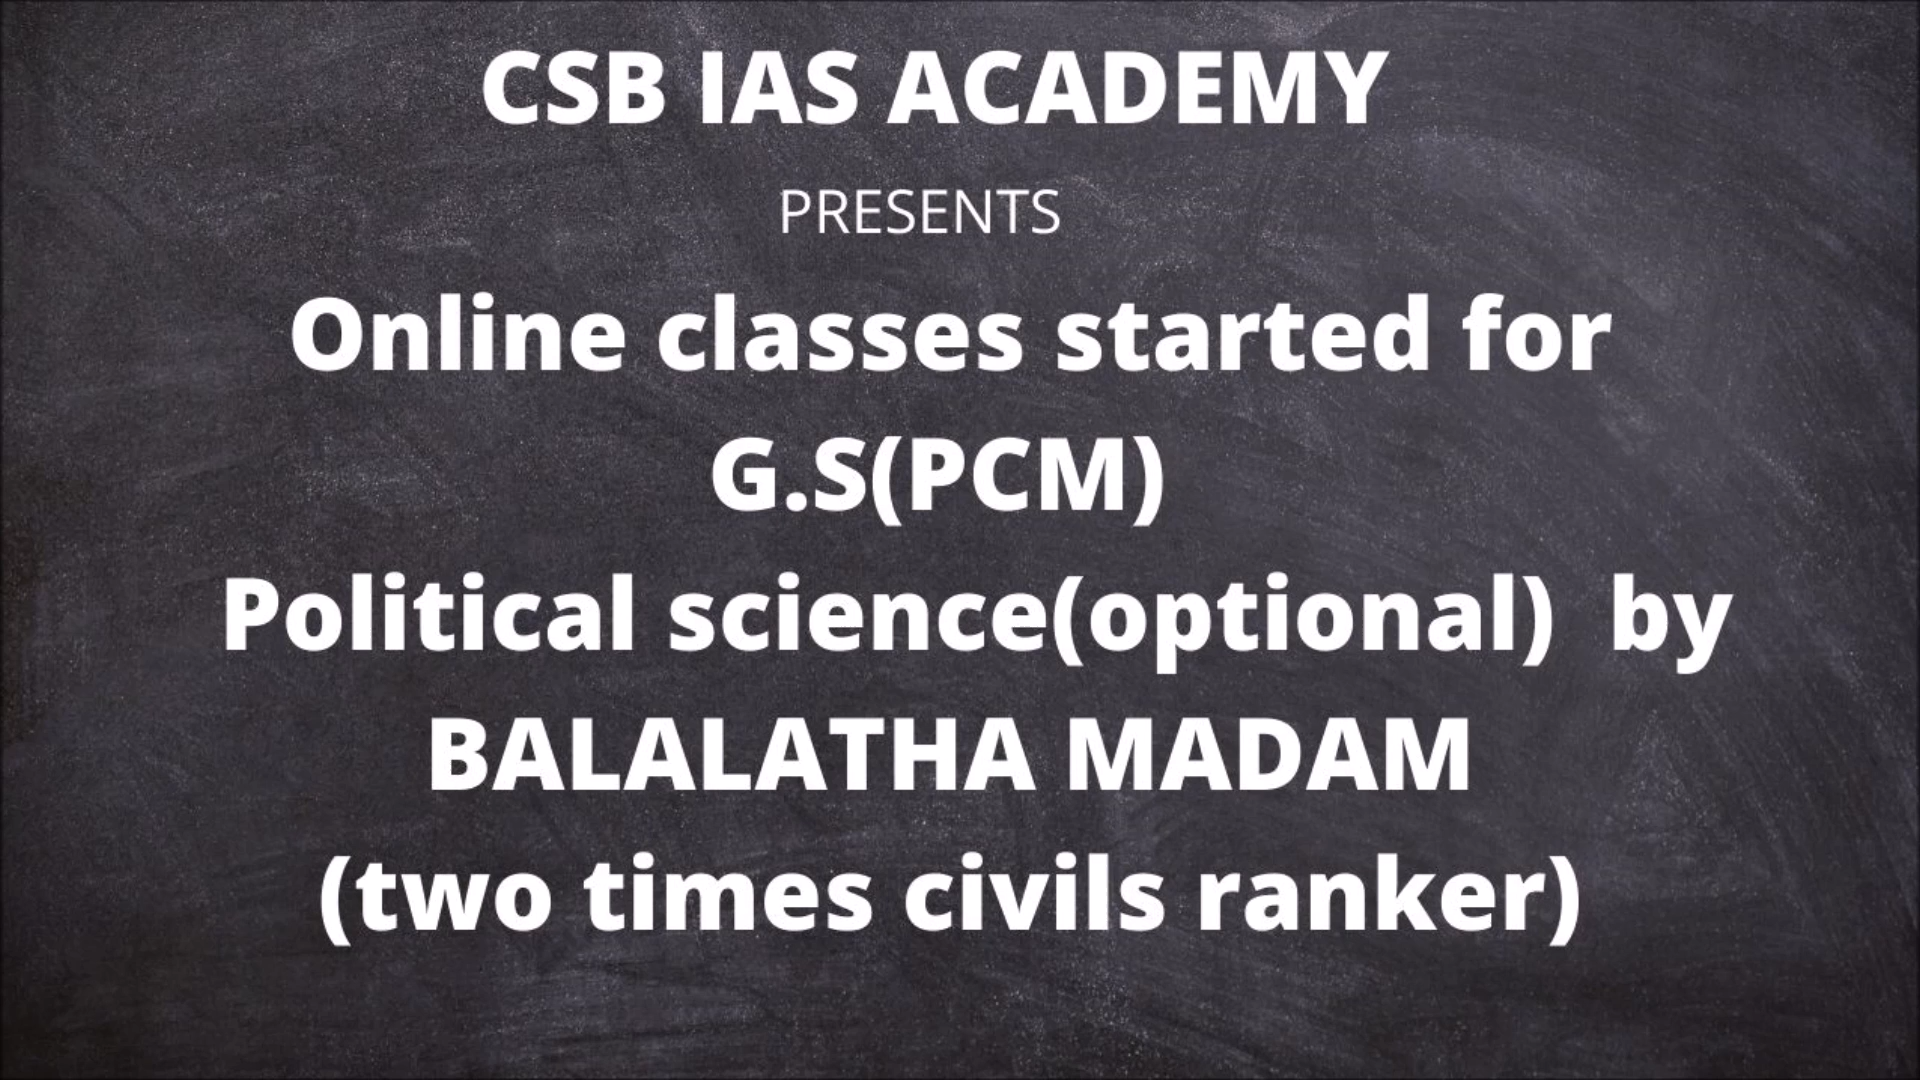 CSB IAS ACADEMY
PRESENTS
Online classes started for
G.S(PCM)
Political science(optional)  by
BALALATHA MADAM
(two times civils ranker)